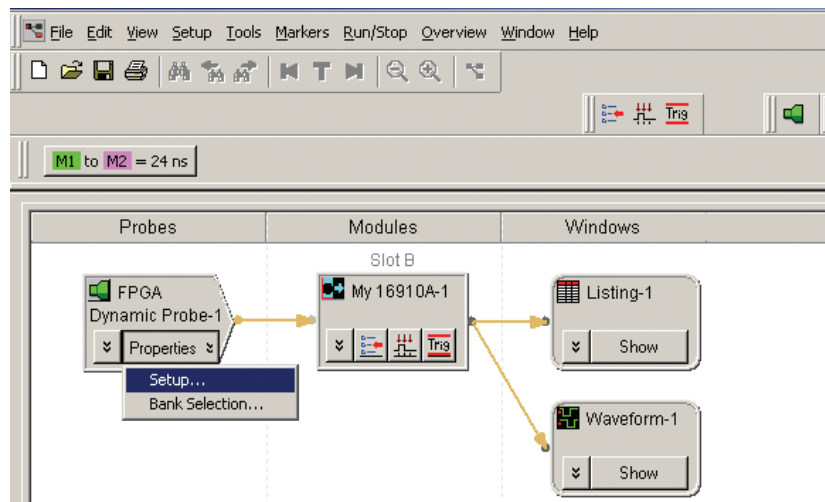 File Edit View Setup Tools Markers Run/Stop Overview Window Help
T
Trig
M1 to M2 = 24 ns
Probes Modules Windows
Slot B
FPGA
Dynamic Probe-1
Properties
Setup...
Bank Selection...
My 16910A-1
Trig
Listing-1
Show
Waveform-1
Show